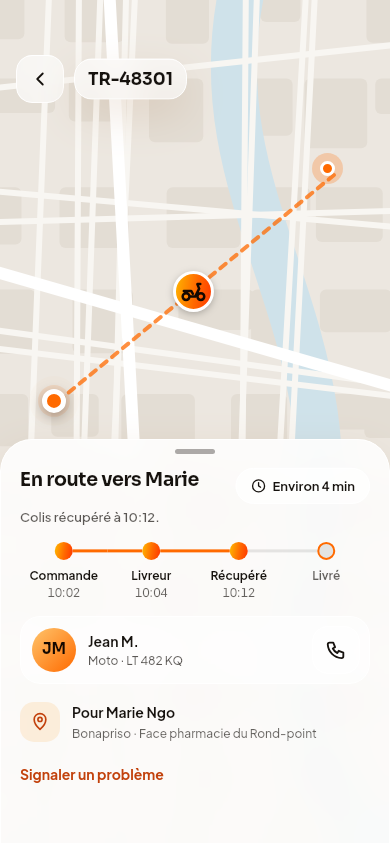 TR-48301
En route vers Marie
Environ 4 min
Colis récupéré à 10:12.
Commande
Livreur
Récupéré
Livré
10:02
10:04
10:12
JM
Jean M.
Moto · LT 482 KQ
Pour Marie Ngo
Bonapriso · Face pharmacie du Rond-point
Signaler un problème